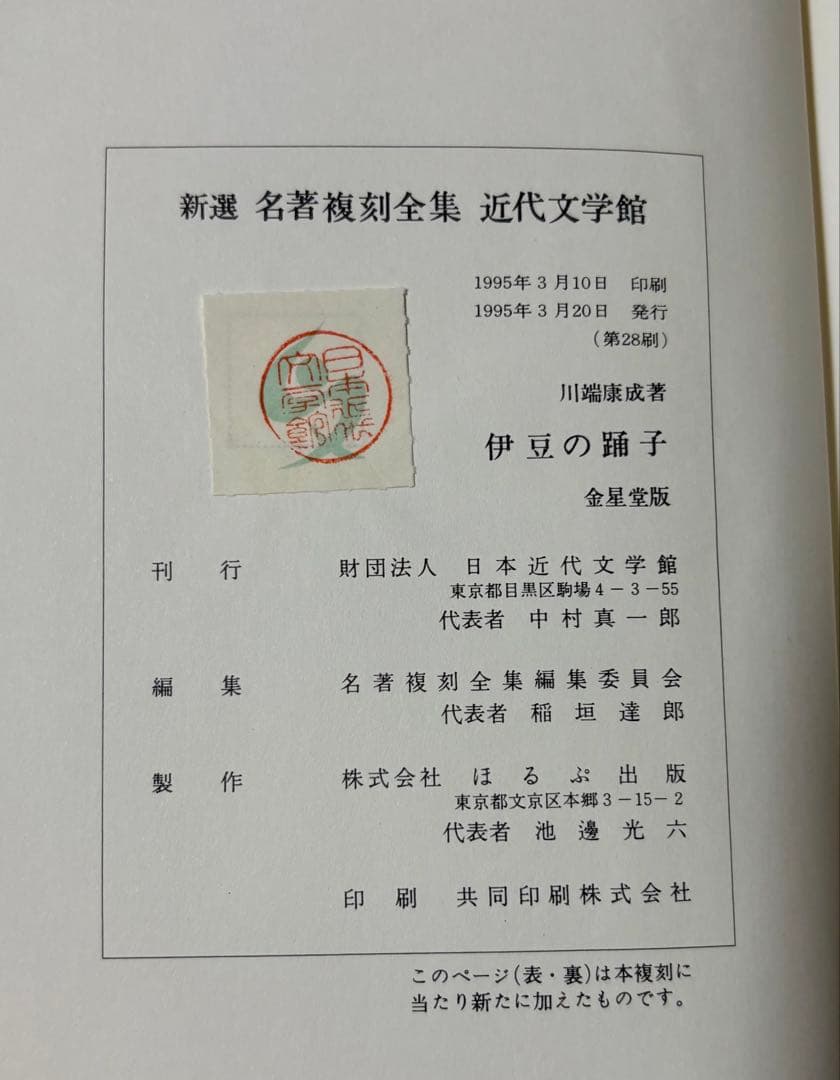 新選 名著複刻全集 近代文学館
1995年3月10日 印刷
1995年3月20日 発行
(第28刷)
日本近代文学館
川端康成著
伊豆の踊子
金星堂版
刊 行 財団法人 日本近代文学館
東京都目黒区駒場4-3-55
代表者 中村真一郎
編 集 名著複刻全集編集委員会
代表者 稲垣達郎
製 作 株式会社 ほるぷ出版
東京都文京区本郷3-15-2
代表者 池邊光六
印 刷 共同印刷株式会社
このページ(表・裏)は本複刻に
当たり新たに加えたものです。